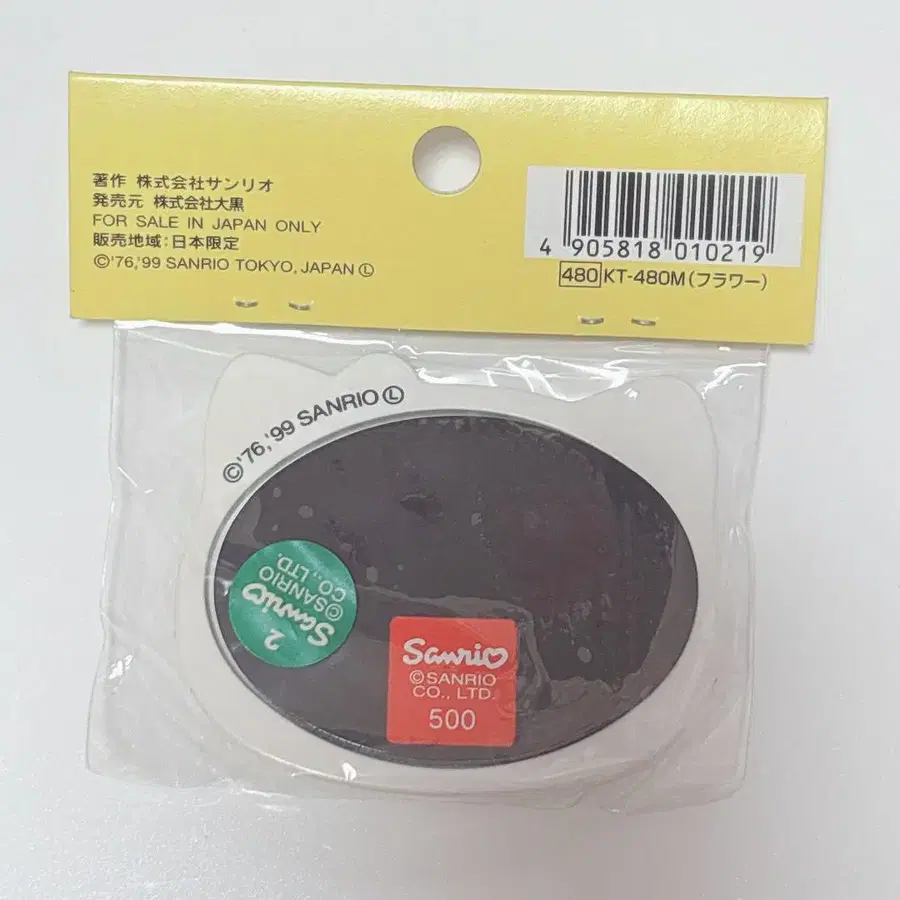 著作 株式会社サンリオ
発売元 株式会社大黒
FOR SALE IN JAPAN ONLY
販売地域:日本限定
©'76,'99 SANRIO TOKYO, JAPAN Ⓛ
4 905818 010219
480 KT-480M(フラワー)
©'76,'99 SANRIO Ⓛ
2
Sanrio
©SANRIO
CO., LTD.
Sanrio
©SANRIO
CO., LTD.
500